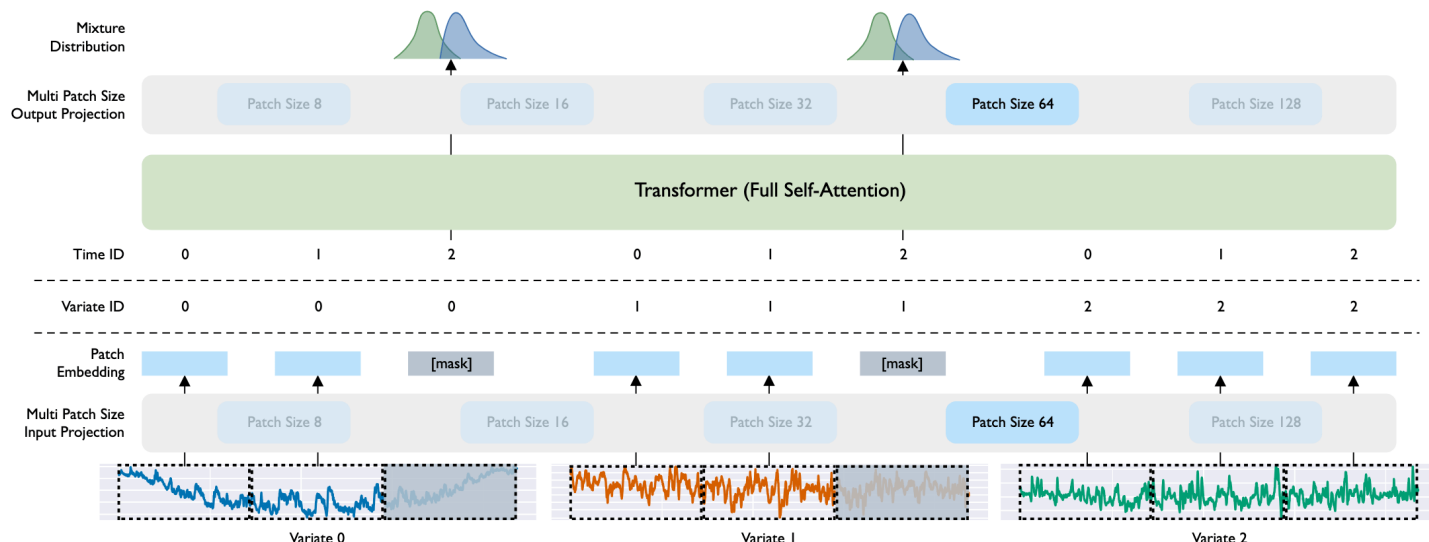 Mixture
Distribution
Multi Patch Size
Output Projection
Patch Size 8
Patch Size 16
Patch Size 32
Patch Size 64
Patch Size 128
Transformer (Full Self-Attention)
Time ID 0 1 2 0 1 2 0 1 2
Variate ID 0 0 0 1 1 1 2 2 2
Patch
Embedding
[mask]
[mask]
Multi Patch Size
Input Projection
Patch Size 8
Patch Size 16
Patch Size 32
Patch Size 64
Patch Size 128
Variate 0
Variate 1
Variate 2